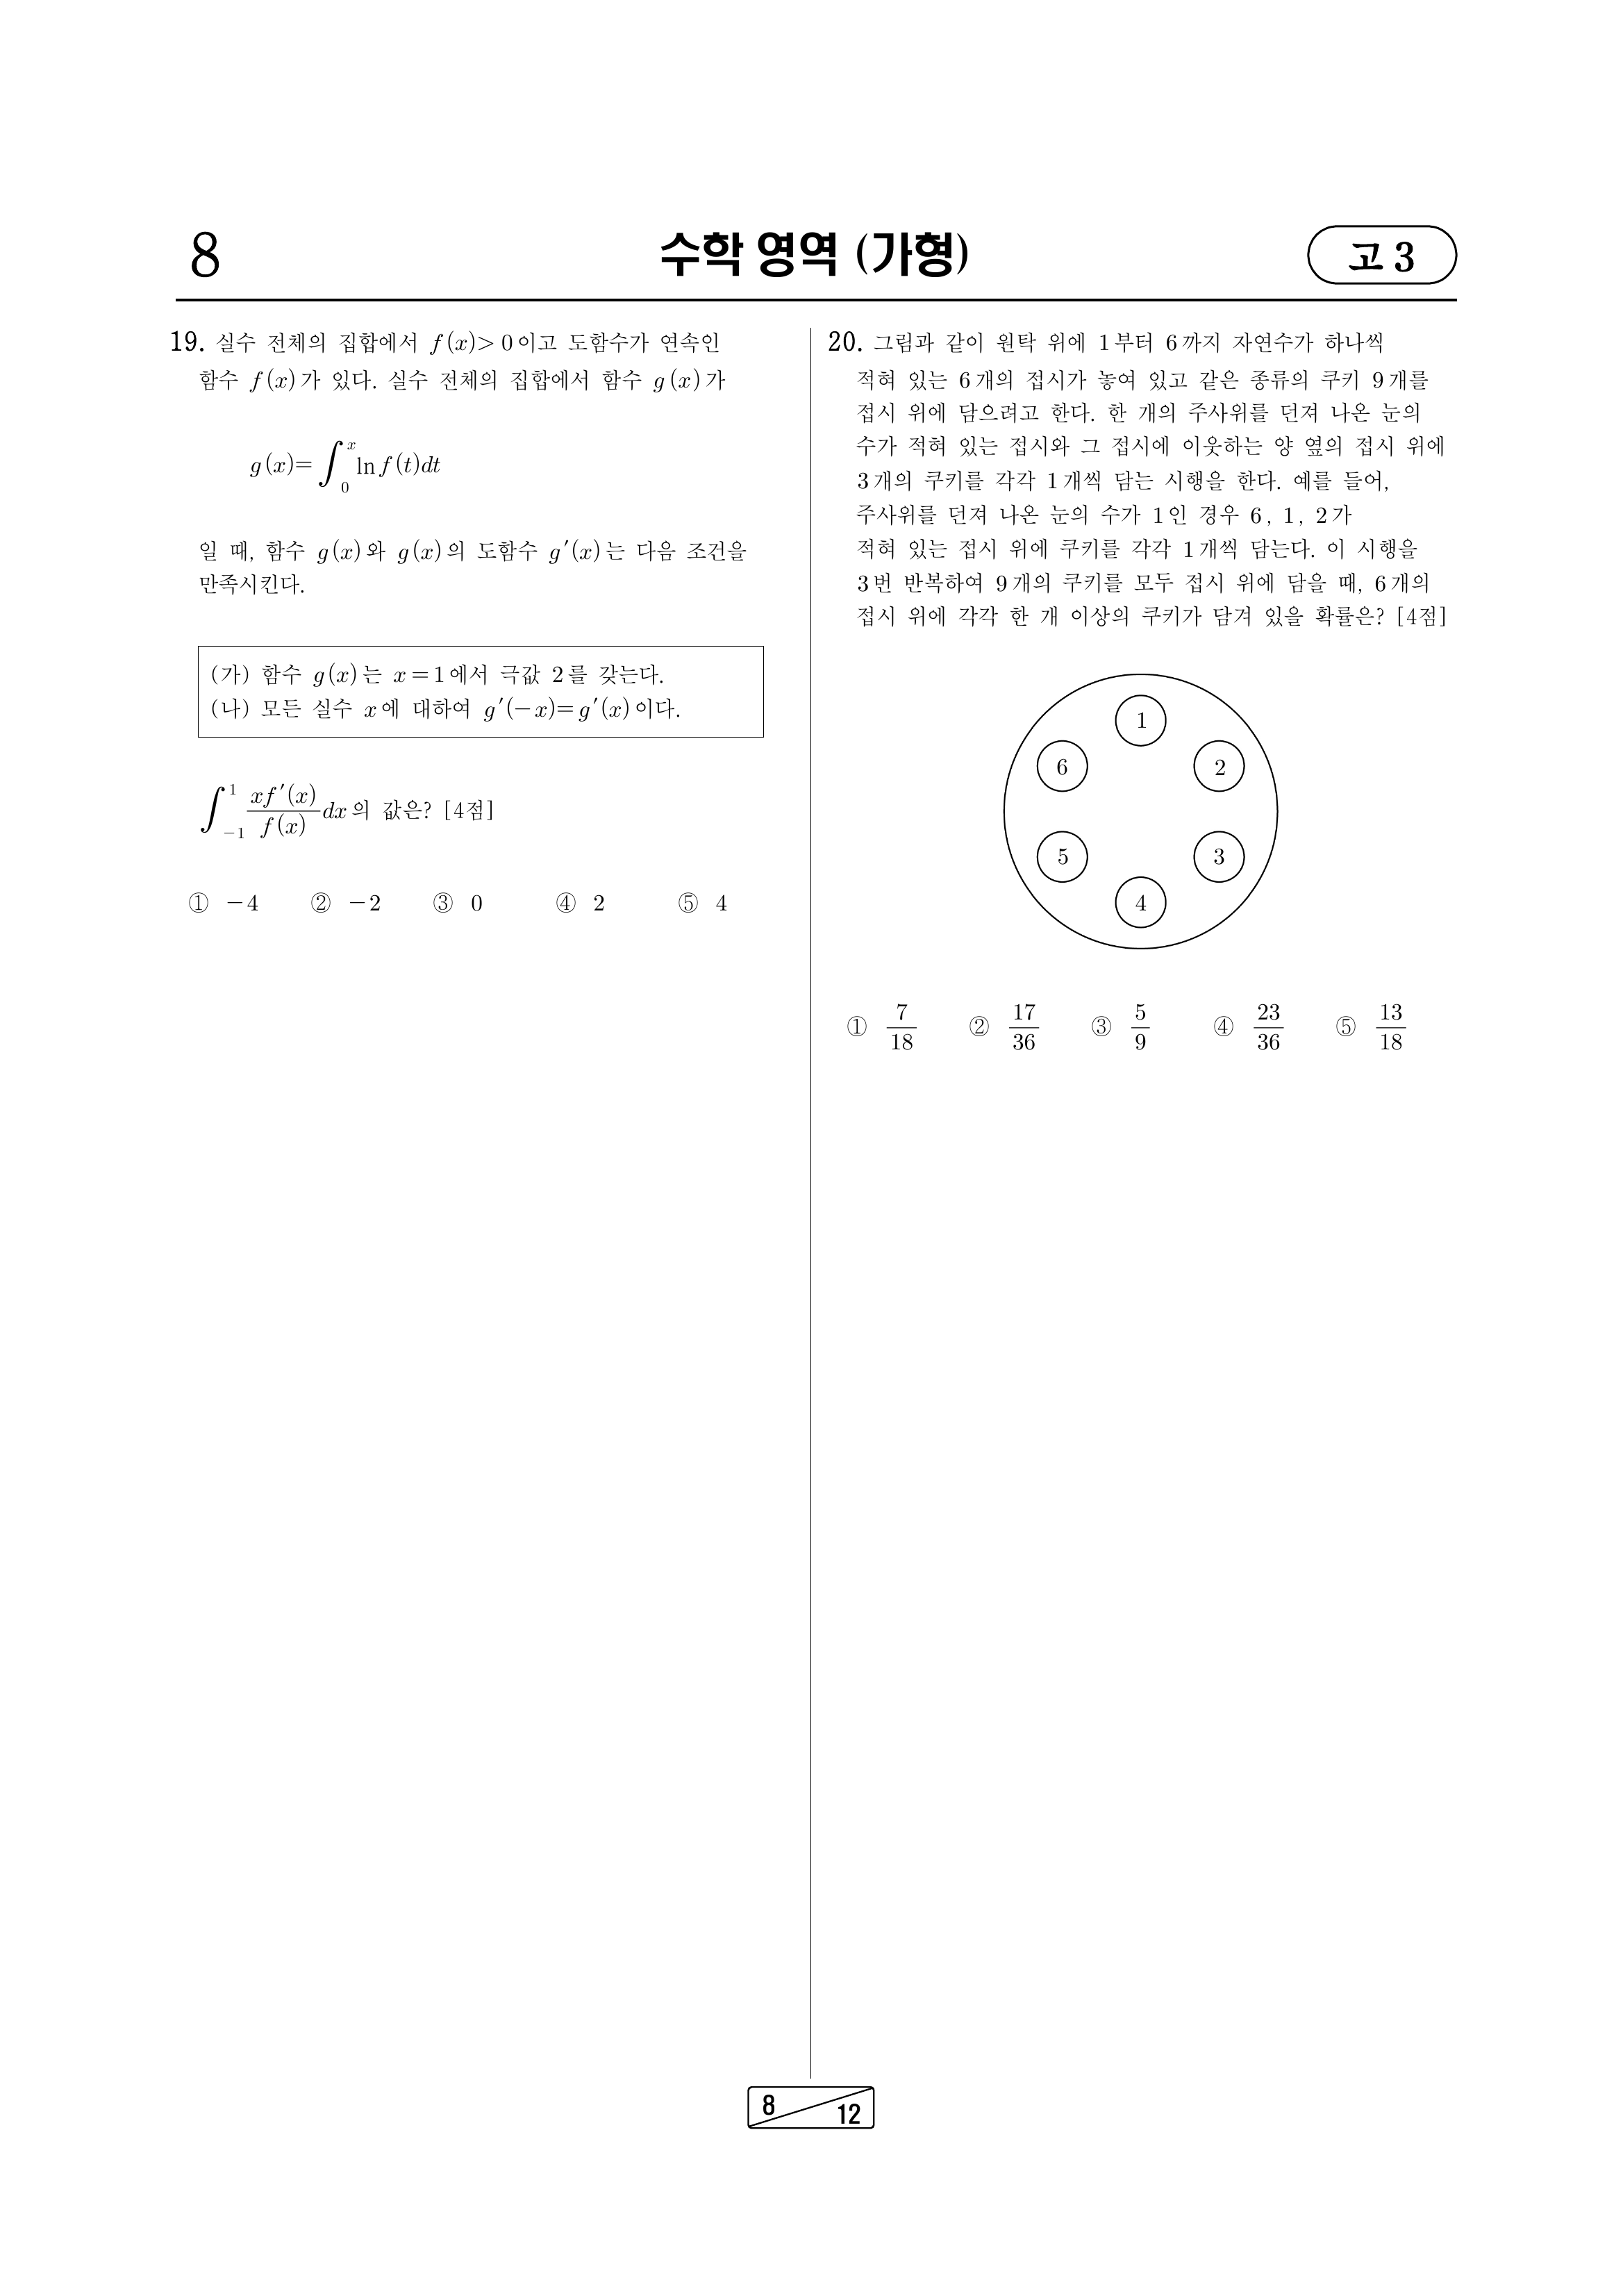 8
수학 영역 (가형)
고 3
19. 실수 전체의 집합에서 f(x)>0이고 도함수가 연속인
함수 f(x)가 있다. 실수 전체의 집합에서 함수 g(x)가
g(x)=∫₀ˣ ln f(t)dt
일 때, 함수 g(x)와 g(x)의 도함수 g′(x)는 다음 조건을
만족시킨다.
(가) 함수 g(x)는 x=1에서 극값 2를 갖는다.
(나) 모든 실수 x에 대하여 g′(−x)=g′(x)이다.
∫₋₁¹ xf′(x)/f(x) dx의 값은? [4점]
① −4 ② −2 ③ 0 ④ 2 ⑤ 4
20. 그림과 같이 원탁 위에 1부터 6까지 자연수가 하나씩
적혀 있는 6개의 접시가 놓여 있고 같은 종류의 쿠키 9개를
접시 위에 담으려고 한다. 한 개의 주사위를 던져 나온 눈의
수가 적혀 있는 접시와 그 접시에 이웃하는 양 옆의 접시 위에
3개의 쿠키를 각각 1개씩 담는 시행을 한다. 예를 들어,
주사위를 던져 나온 눈의 수가 1인 경우 6, 1, 2가
적혀 있는 접시 위에 쿠키를 각각 1개씩 담는다. 이 시행을
3번 반복하여 9개의 쿠키를 모두 접시 위에 담을 때, 6개의
접시 위에 각각 한 개 이상의 쿠키가 담겨 있을 확률은? [4점]
1
6
2
5
3
4
① 7/18 ② 17/36 ③ 5/9 ④ 23/36 ⑤ 13/18
8
12